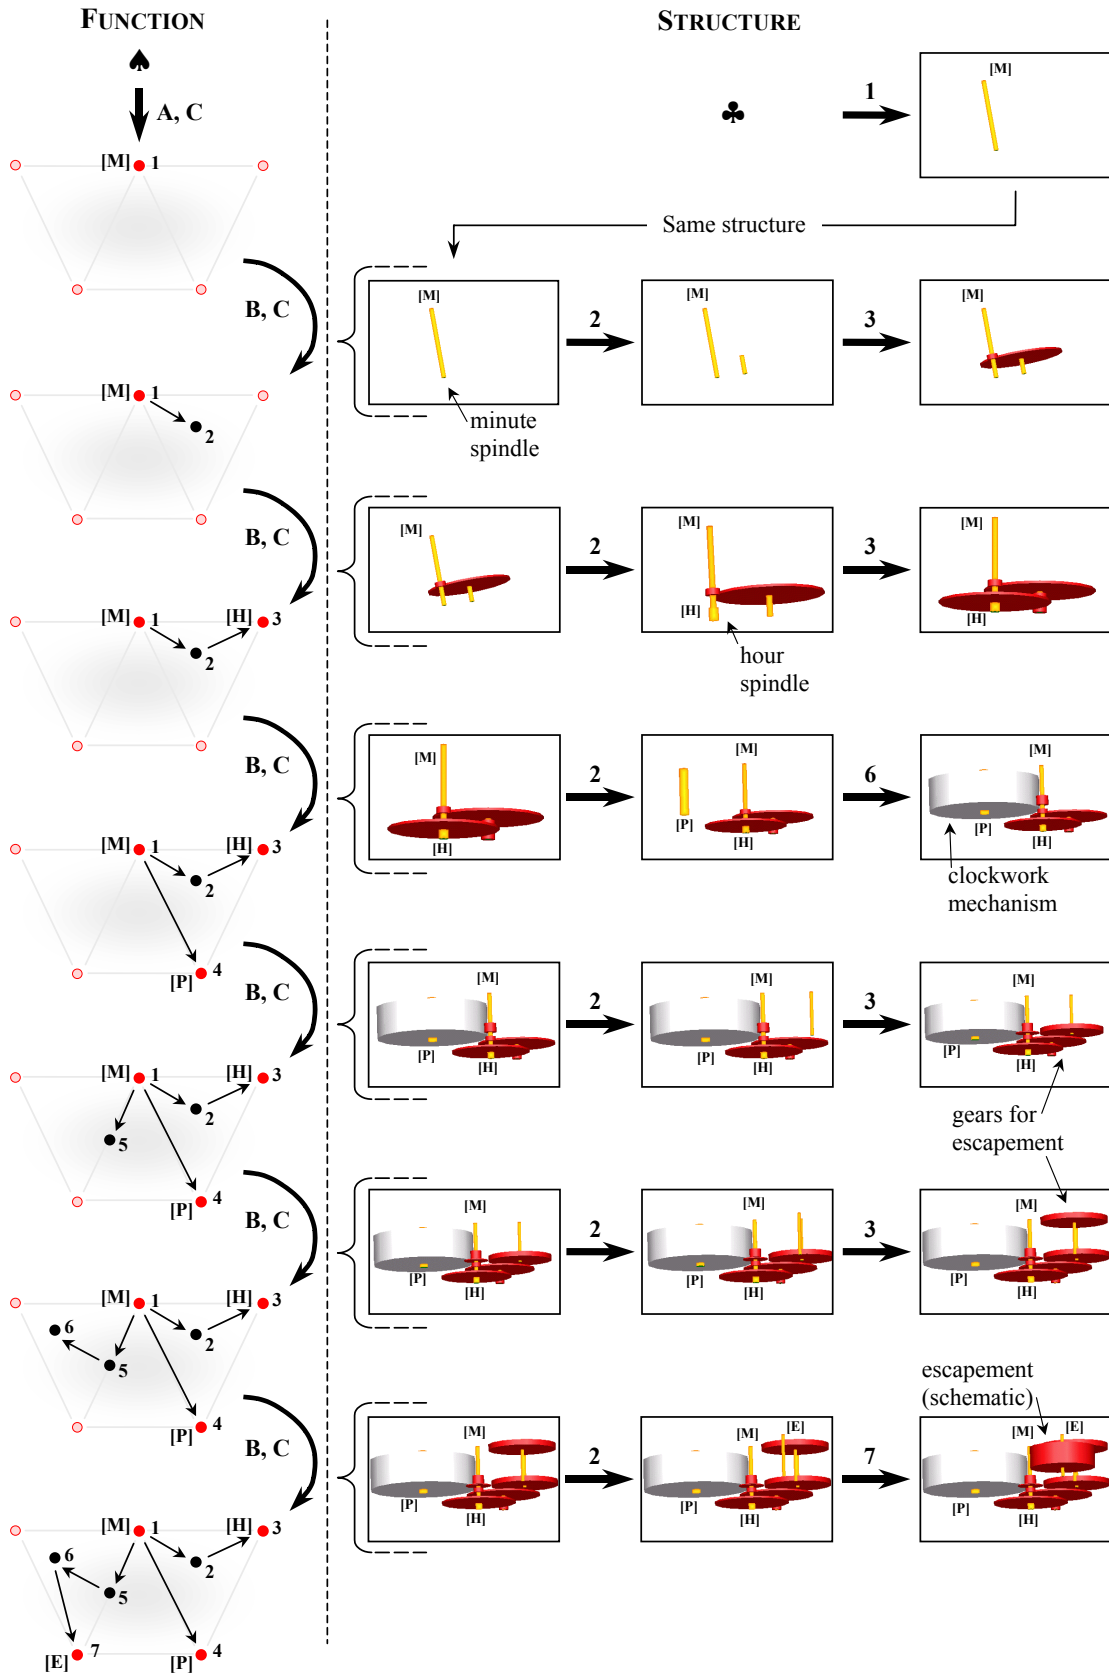 FUNCTION
STRUCTURE
♠
A, C
♣
1
[M]
[M] 1
Same structure
B, C
[M]
2
[M]
3
[M]
minute
spindle
[M] 1
2
B, C
[M]
2
[M]
[H]
3
[M]
[H]
hour
spindle
[M] 1
[H] 3
2
B, C
[M]
[H]
2
[M]
[P]
[H]
6
[M]
[P]
[H]
clockwork
mechanism
[M] 1
[H] 3
2
[P] 4
B, C
[M]
[P]
[H]
2
[M]
[P]
[H]
3
[M]
[P]
[H]
gears for
escapement
[M] 1
[H] 3
2
5
[P] 4
B, C
[M]
[P]
[H]
2
[M]
[P]
[H]
3
[M]
[P]
[H]
[M] 1
[H] 3
6
2
5
[P] 4
B, C
escapement
(schematic)
[M]
[P]
[H]
2
[M]
[E]
[P]
[H]
7
[M]
[E]
[P]
[H]
[M] 1
[H] 3
6
2
5
[E] 7
[P] 4